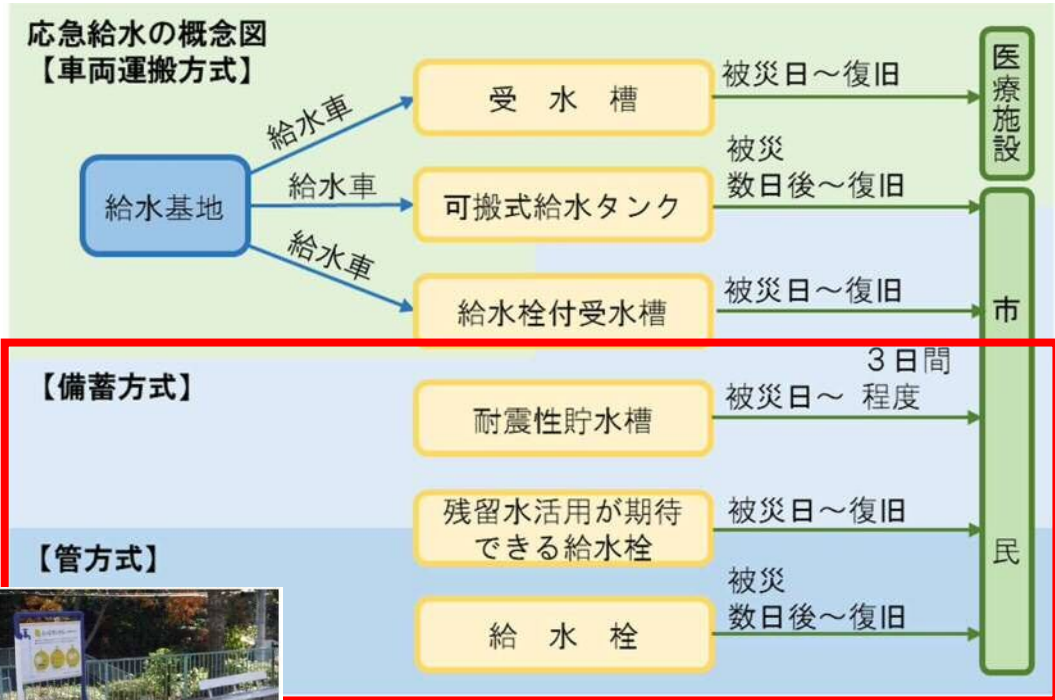 応急給水の概念図
【車両運搬方式】
給水基地
給水車
給水車
給水車
受水槽
被災日～復旧
医療施設
可搬式給水タンク
被災
数日後～復旧
給水栓付受水槽
被災日～復旧
市民
【備蓄方式】
耐震性貯水槽
３日間
被災日～ 程度
残留水活用が期待
できる給水栓
被災日～復旧
【管方式】
給水栓
被災
数日後～復旧